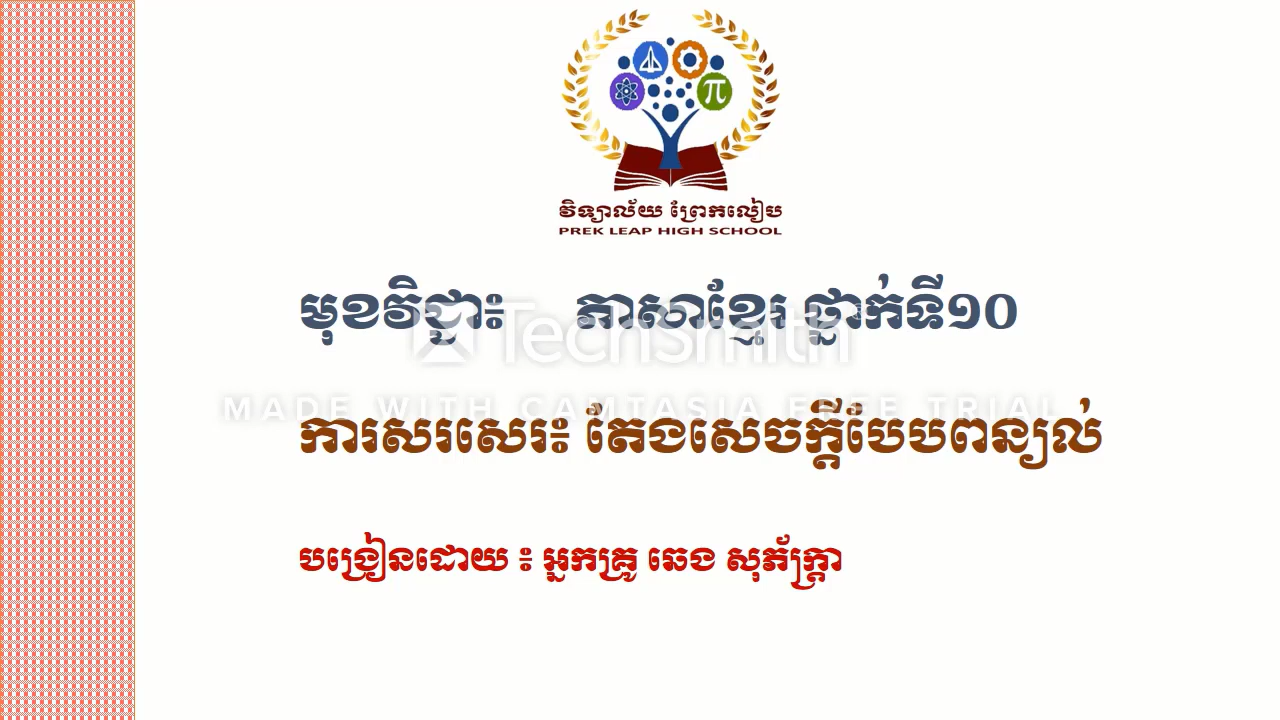 វិទ្យាល័យ ព្រែកលៀប
PREK LEAP HIGH SCHOOL
មុខវិជ្ជា៖ ភាសាខ្មែរ ផ្នាក់ទី១០
TechSmith
MADE WITH CAMTASIA FREE TRIAL
ការសរសេរ៖ តែងសេចក្ដីបែបពន្យល់
បង្រៀនដោយ ៖ អ្នកគ្រូ ឆេង សុភ័ក្ត្រា